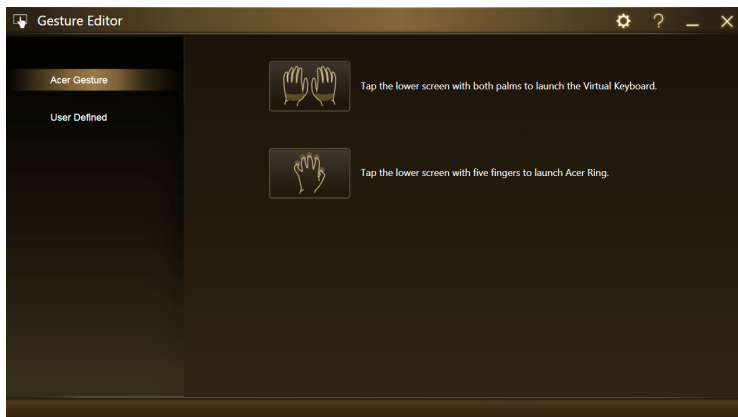 Gesture Editor
?
Acer Gesture
Tap the lower screen with both palms to launch the Virtual Keyboard.
User Defined
Tap the lower screen with five fingers to launch Acer Ring.